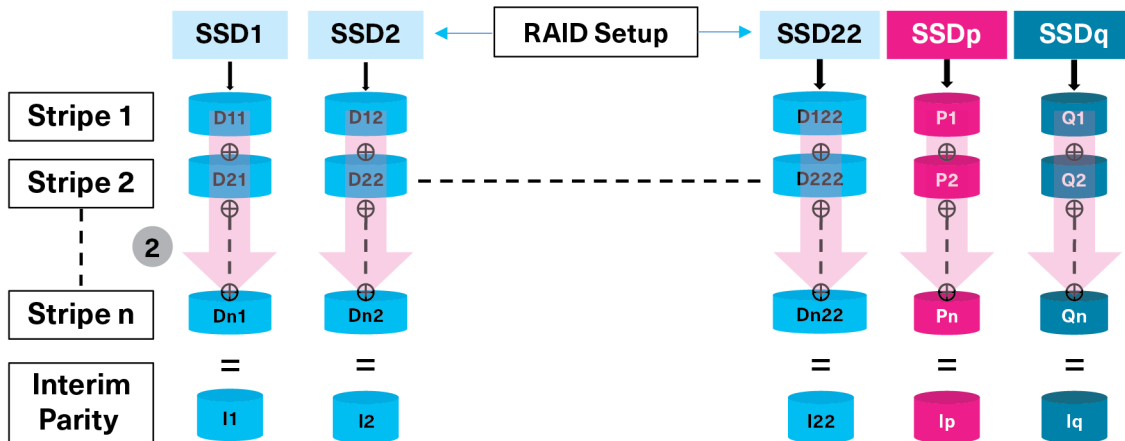 SSD1 SSD2 RAID Setup SSD22 SSDp SSDq
Stripe 1 D11 D12 D122 P1 Q1
Stripe 2 D21 D22 D222 P2 Q2
2
Stripe n Dn1 Dn2 Dn22 Pn Qn
= = = = =
Interim
Parity
I1 I2 I22 Ip Iq